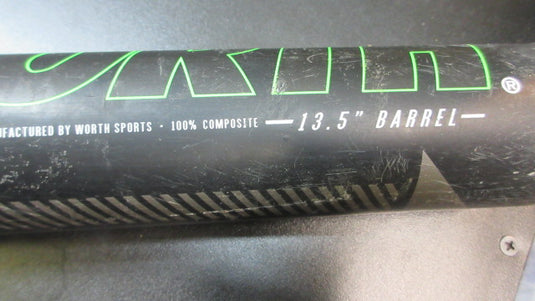 ®
UFACTURED BY WORTH SPORTS · 100% COMPOSITE — 13.5" BARREL —